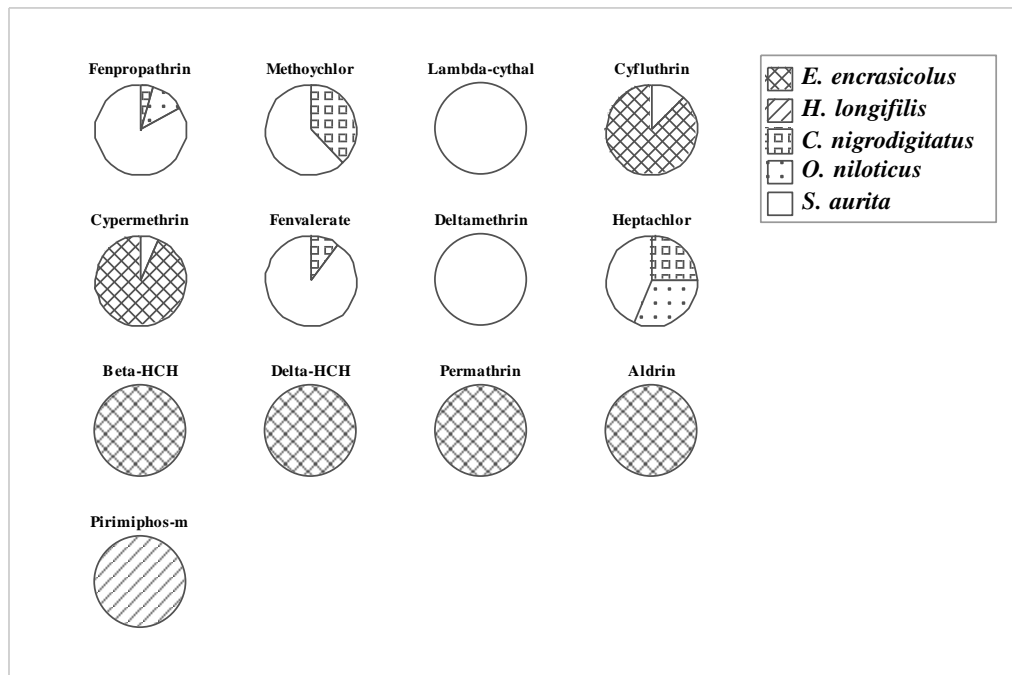 Fenpropathrin Methoychlor Lambda-cythal Cyfluthrin
Cypermethrin Fenvalerate Deltamethrin Heptachlor
Beta-HCH Delta-HCH Permathrin Aldrin
Pirimiphos-m
E. encrasicolus
H. longifilis
C. nigrodigitatus
O. niloticus
S. aurita